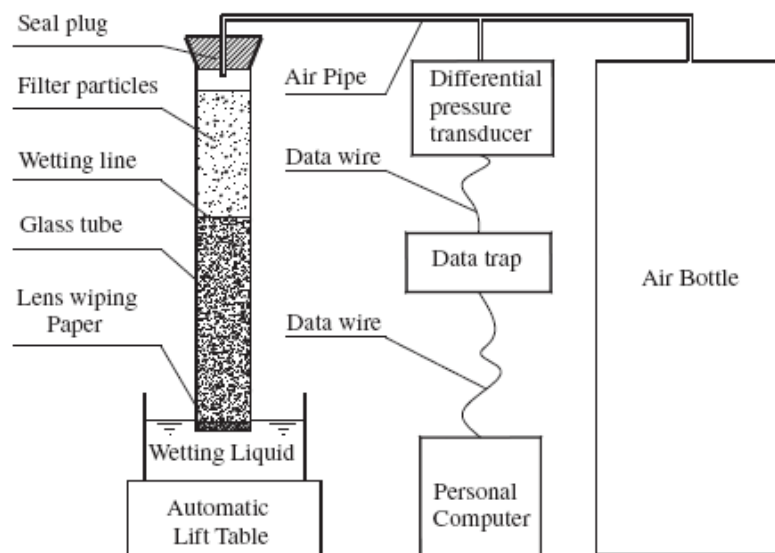 Seal plug
Filter particles
Wetting line
Glass tube
Lens wiping
Paper
Wetting Liquid
Automatic
Lift Table
Air Pipe
Differential
pressure
transducer
Data wire
Data trap
Data wire
Personal
Computer
Air Bottle